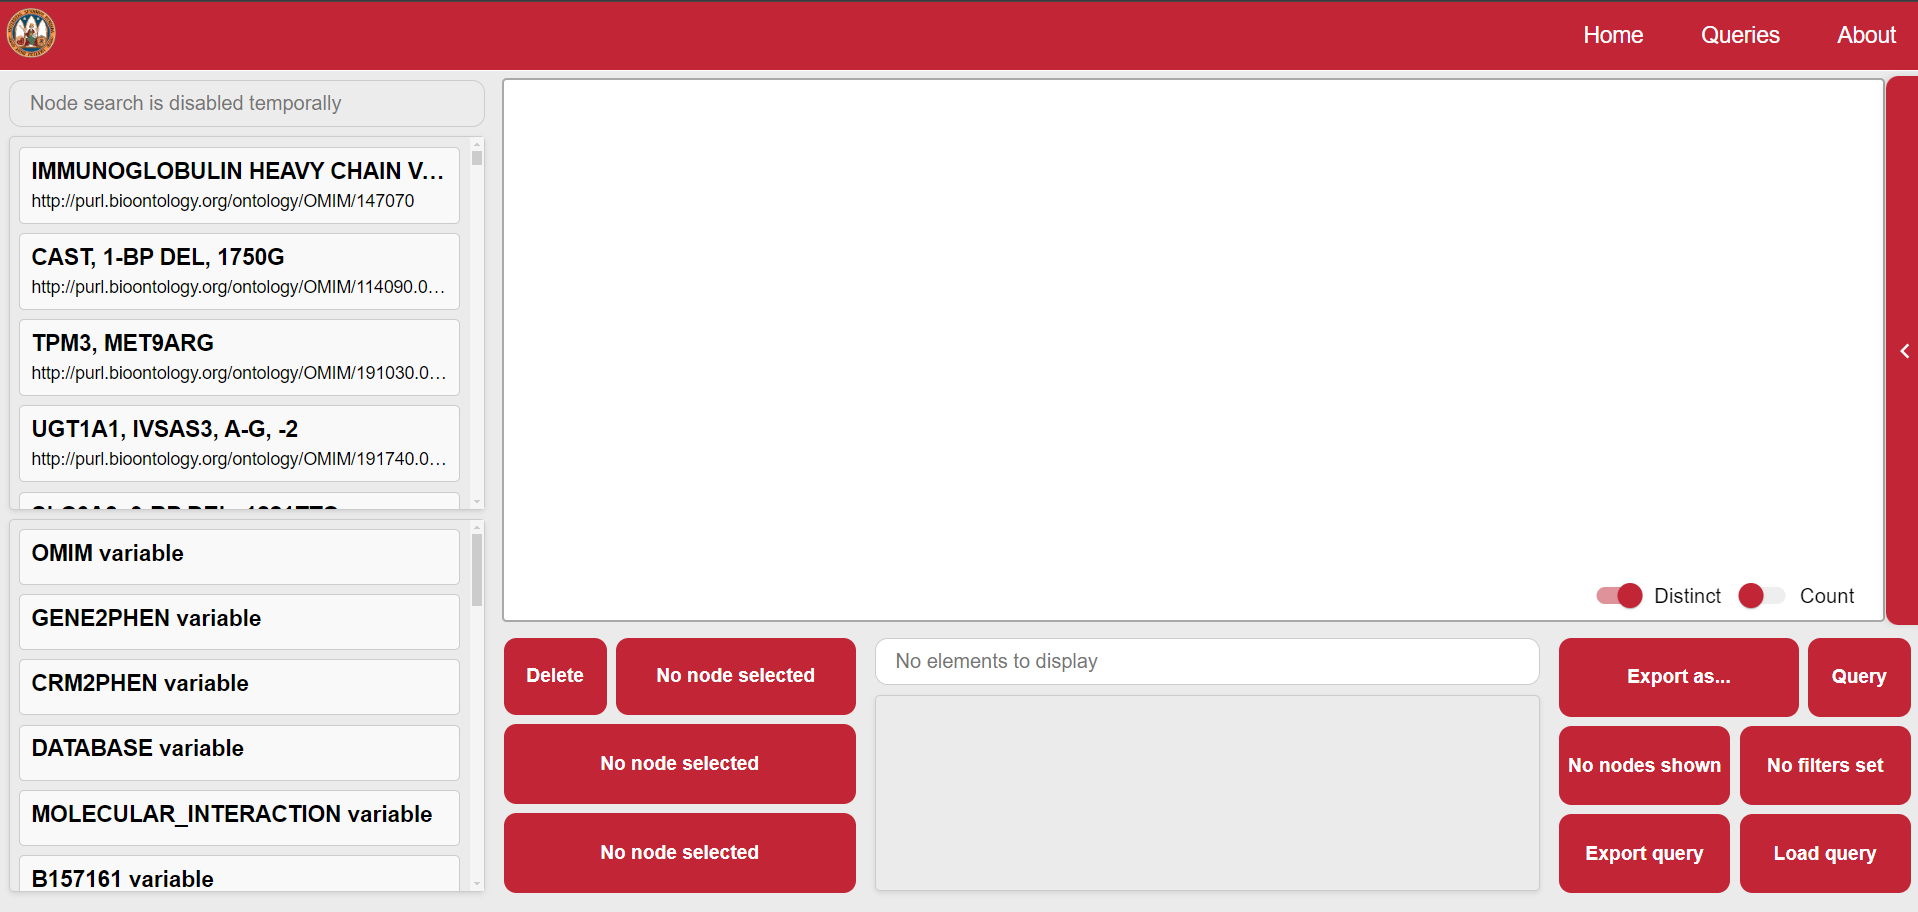 Home
Queries
About
Node search is disabled temporally
IMMUNOGLOBULIN HEAVY CHAIN V...
http://purl.bioontology.org/ontology/OMIM/147070
CAST, 1-BP DEL, 1750G
http://purl.bioontology.org/ontology/OMIM/114090.0...
TPM3, MET9ARG
http://purl.bioontology.org/ontology/OMIM/191030.0...
UGT1A1, IVSAS3, A-G, -2
http://purl.bioontology.org/ontology/OMIM/191740.0...
OMIM variable
GENE2PHEN variable
CRM2PHEN variable
DATABASE variable
MOLECULAR_INTERACTION variable
B157161 variable
Distinct
Count
Delete
No node selected
No node selected
No node selected
No elements to display
Export as...
Query
No nodes shown
No filters set
Export query
Load query